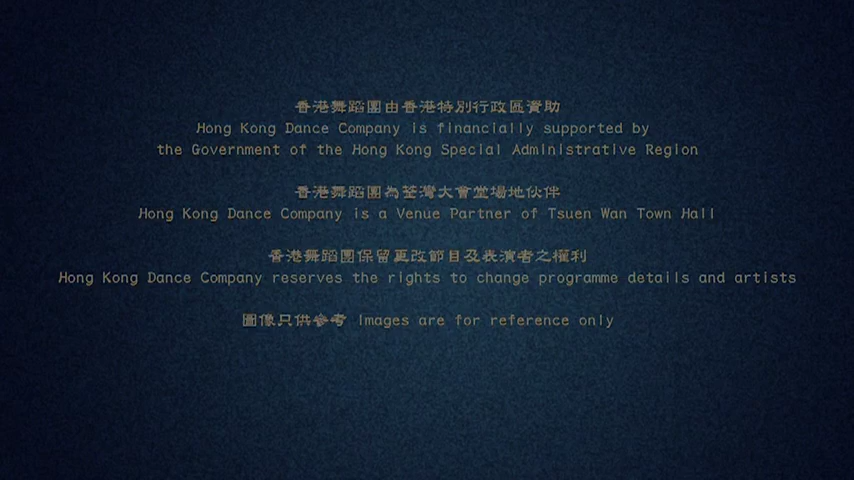 香港舞蹈團由香港特別行政區資助
Hong Kong Dance Company is financially supported by
the Government of the Hong Kong Special Administrative Region
香港舞蹈團為荃灣大會堂場地伙伴
Hong Kong Dance Company is a Venue Partner of Tsuen Wan Town Hall
香港舞蹈團保留更改節目及表演者之權利
Hong Kong Dance Company reserves the rights to change programme details and artists
圖像只供參考 Images are for reference only